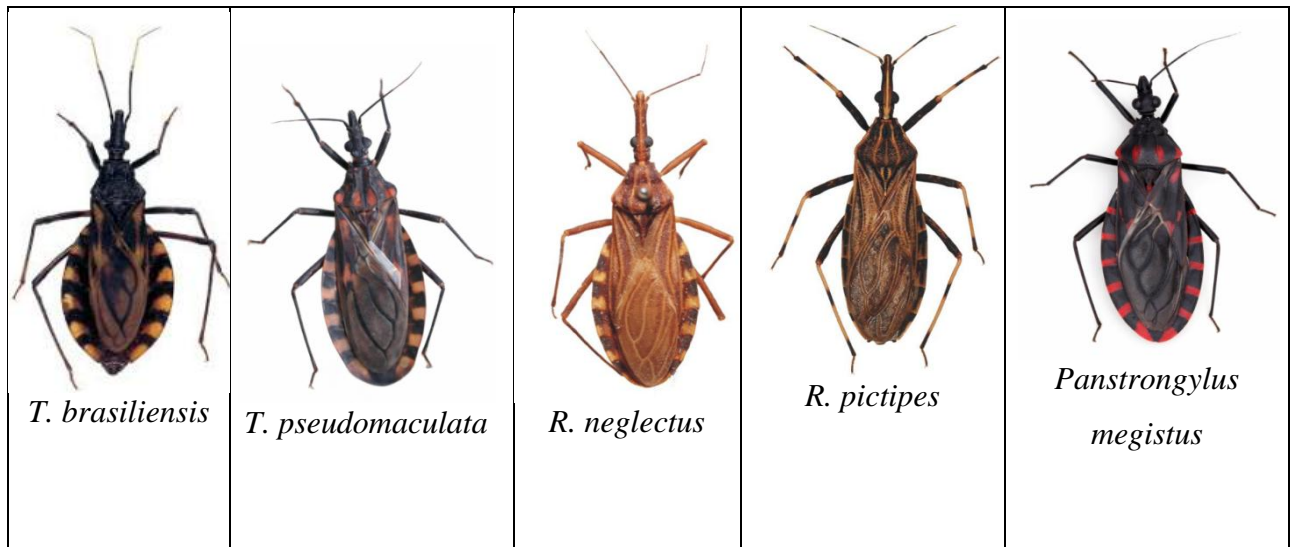 T. brasiliensis
T. pseudomaculata
R. neglectus
R. pictipes
Panstrongylus
megistus